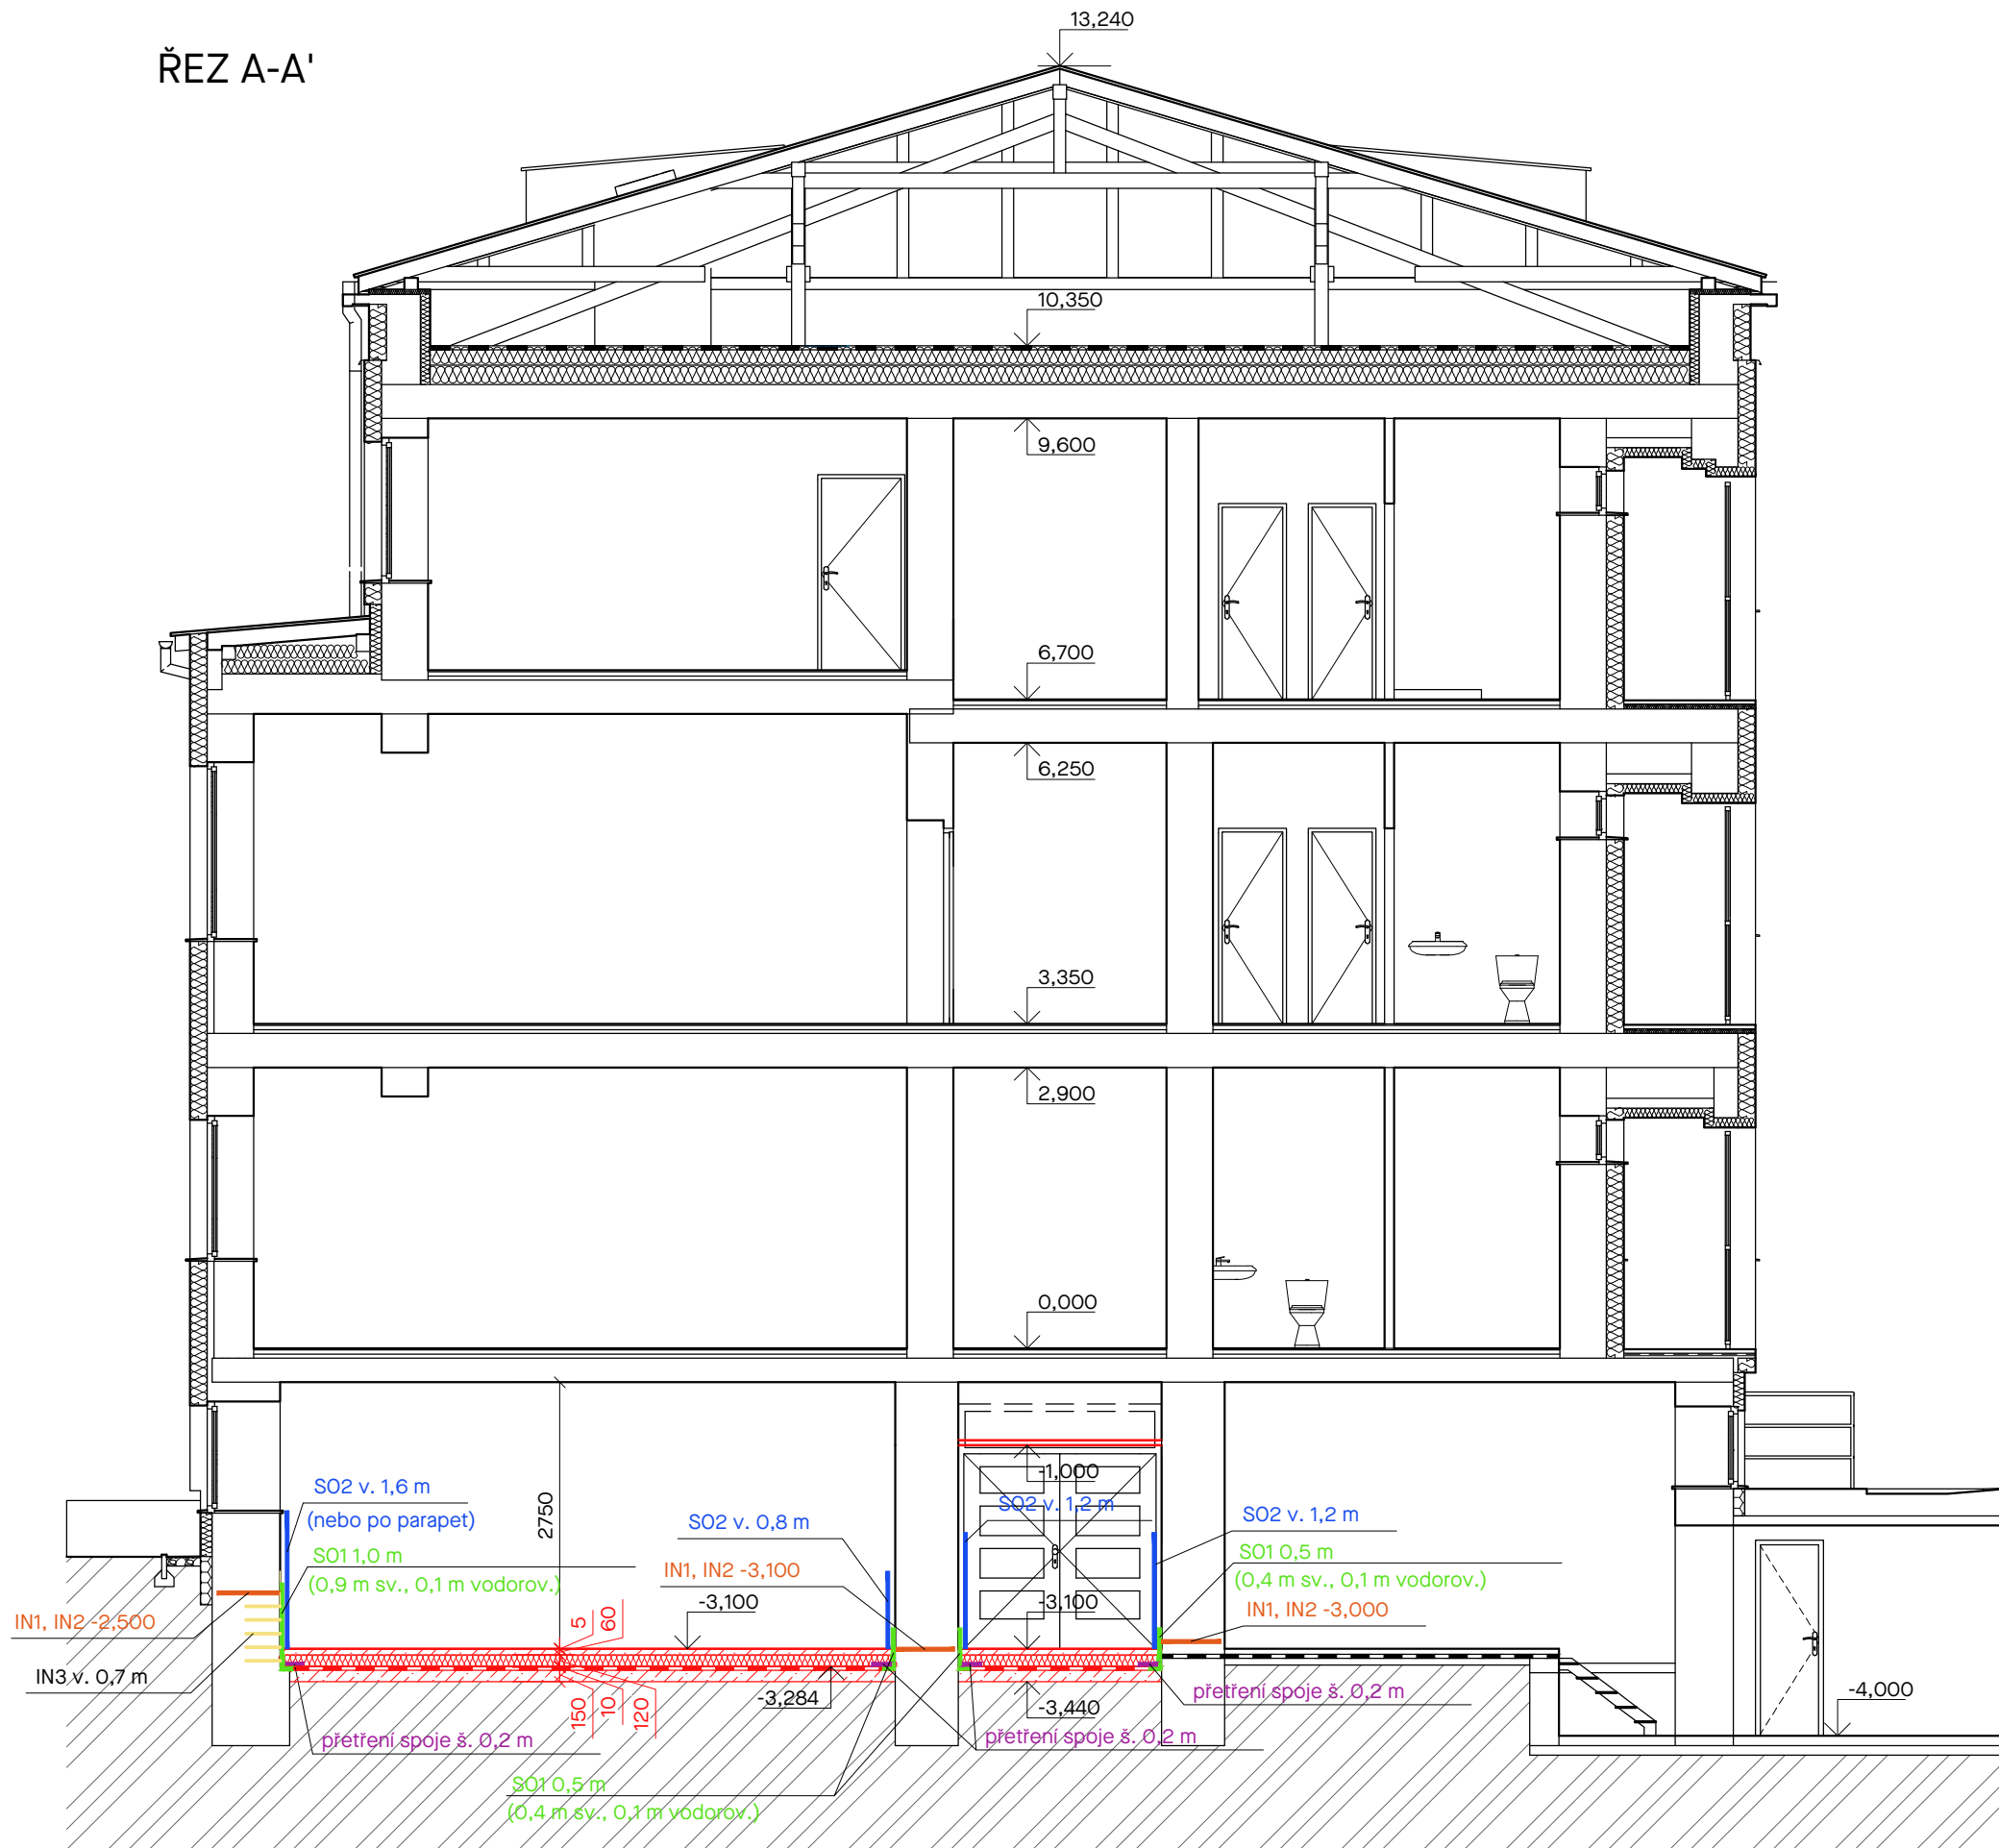 ŘEZ A-A'
13,240
10,350
9,600
6,700
6,250
3,350
2,900
0,000
2750
-1,000
SO2 v. 1,6 m
(nebo po parapet)
SO1 1,0 m
(0,9 m sv., 0,1 m vodorov.)
SO2 v. 0,8 m
IN1, IN2 -3,100
SO2 v. 1,2 m
SO2 v. 1,2 m
SO1 0,5 m
(0,4 m sv., 0,1 m vodorov.)
IN1, IN2 -3,000
IN1, IN2 -2,500
IN3 v. 0,7 m
5
60
-3,100
-3,100
150
10
120
-3,284
-3,440
-4,000
přetření spoje š. 0,2 m
přetření spoje š. 0,2 m
přetření spoje š. 0,2 m
SO1 0,5 m
(0,4 m sv., 0,1 m vodorov.)